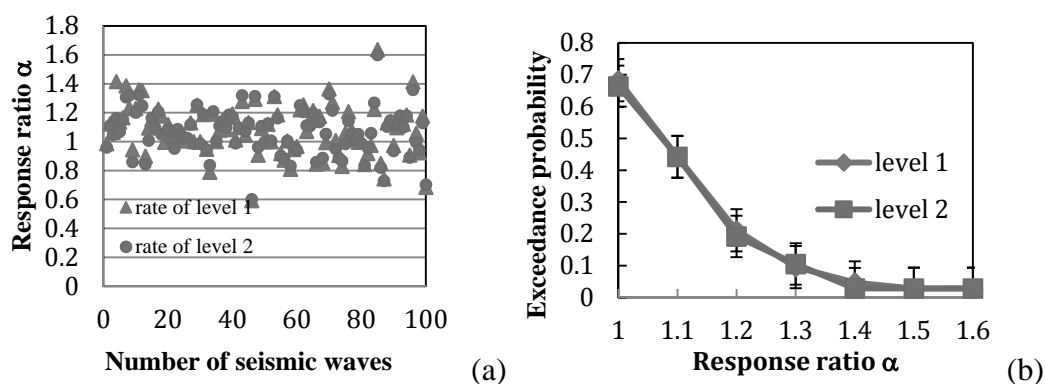 Response ratio α
1.8
1.6
1.4
1.2
1
0.8
0.6
0.4
0.2
0
rate of level 1
rate of level 2
0 20 40 60 80 100
Number of seismic waves
(a)
Exceedance probability
0.8
0.7
0.6
0.5
0.4
0.3
0.2
0.1
0
level 1
level 2
1 1.1 1.2 1.3 1.4 1.5 1.6
Response ratio α
(b)